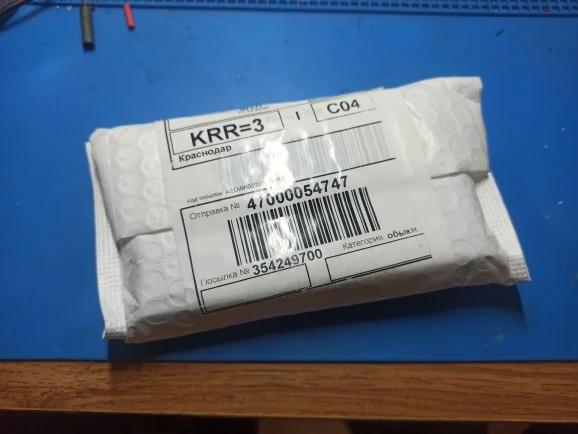 KRR=3 I C04
Краснодар
Отправка № 47000054747
Посылка № 354249700
Категория обыкн